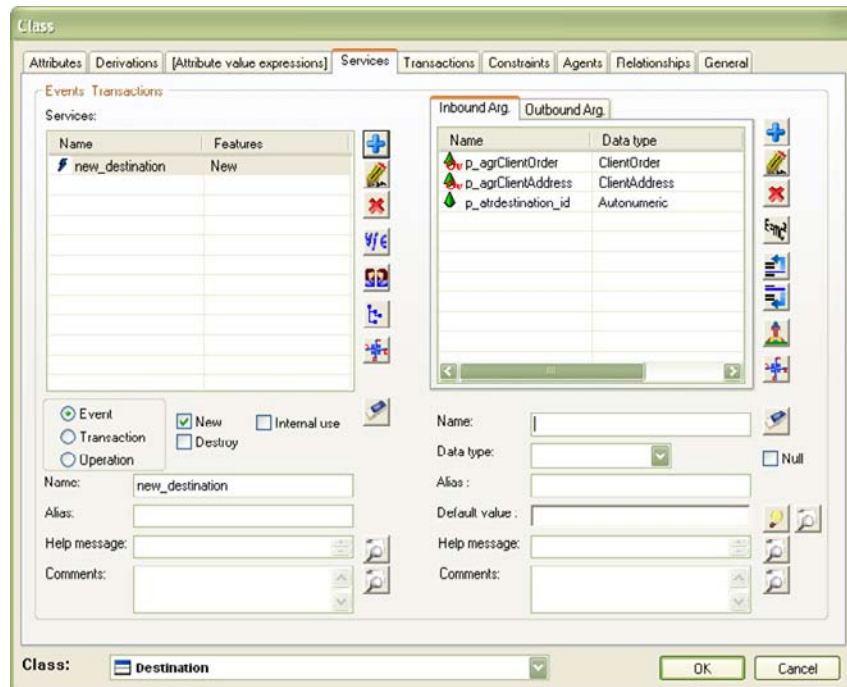 Class
Attributes Derivations [Attribute value expressions] Services Transactions Constraints Agents Relationships General
Events Transactions
Services:
Name Features
new_destination New
Inbound Arg. Outbound Arg.
Name Data type
p_agrClientOrder ClientOrder
p_agrClientAddress ClientAddress
p_atrdestination_id Autonumeric
Event
Transaction
Operation
New
Destroy
Internal use
Name: new_destination
Alias:
Help message:
Comments:
Name:
Data type:
Null
Alias :
Default value :
Help message:
Comments:
Class: Destination
OK Cancel